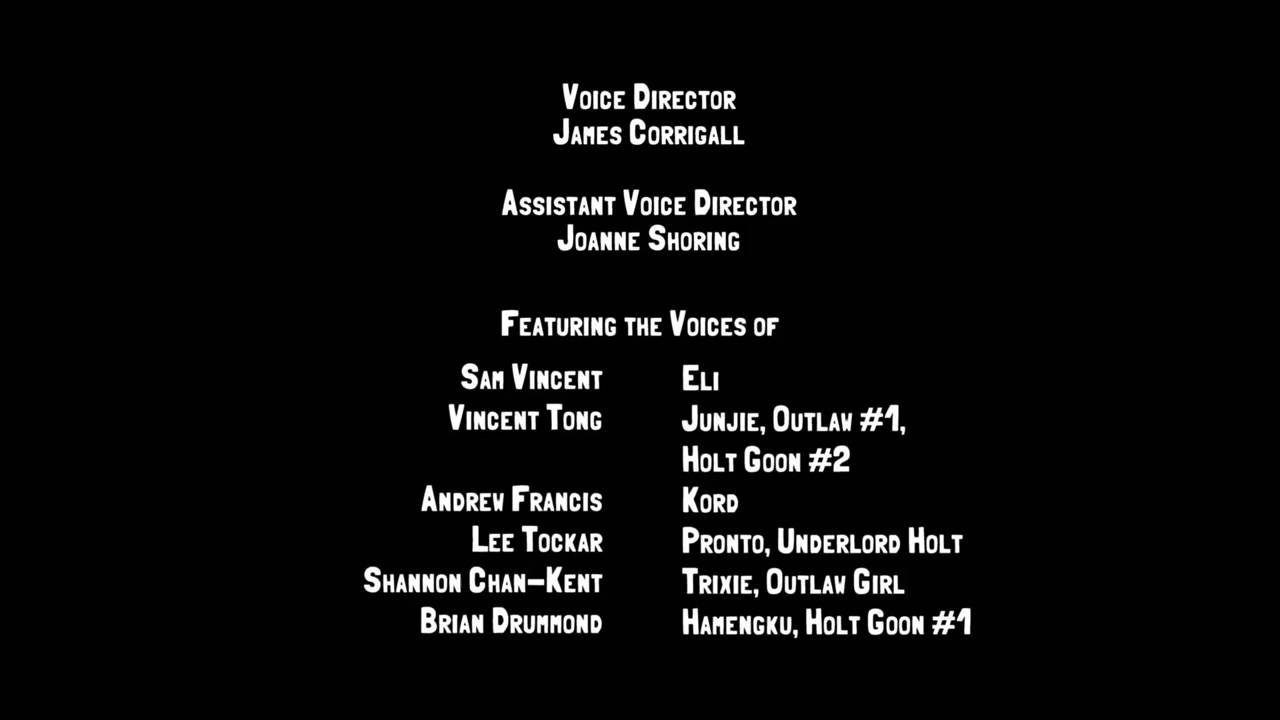 Voice Director
James Corrigall
Assistant Voice Director
Joanne Shoring
Featuring the Voices of
Sam Vincent Eli
Vincent Tong Junjie, Outlaw #1,
Holt Goon #2
Andrew Francis Kord
Lee Tockar Pronto, Underlord Holt
Shannon Chan-Kent Trixie, Outlaw Girl
Brian Drummond Hamengku, Holt Goon #1